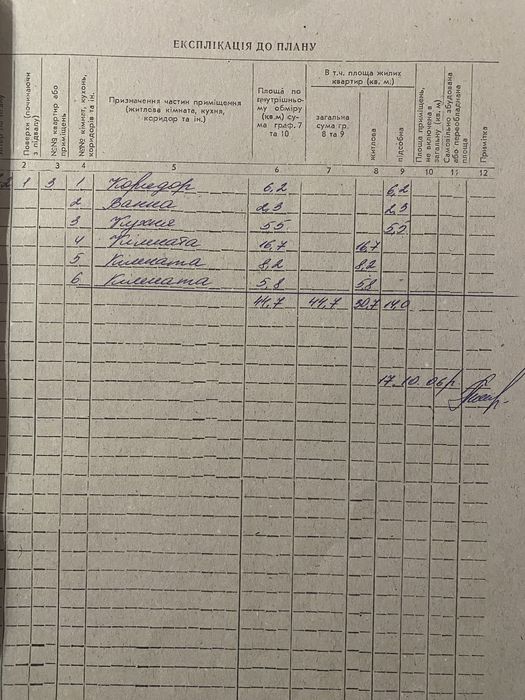 ЕКСПЛІКАЦІЯ ДО ПЛАНУ
Поверхи (починаючи з підвалу)
№№ квартир або приміщень
№№ кімнат, кухонь, коридорів та ін.
Призначення частин приміщення (житлова кімната, кухня, коридор та ін.)
Площа по внутрішньому обміру (кв.м) сума граф. 7 та 10
В т.ч. площа жилих квартир (кв. м.)
загальна сума гр. 8 та 9
житлова
підсобна
Площа приміщень, не включена в загальну (кв. м)
Самовільно збудована або переобладнана площа
Примітка
2 3 4 5 6 7 8 9 10 11 12
1 3 1 Коридор 6,2 6,2
2 Ванна 2,3 2,3
3 Кухня 5,5 5,5
4 Кімната 16,7 16,7
5 Кімната 8,2 8,2
6 Кімната 5,8 5,8
44,7 44,7 30,7 14,0
17.10.06р.